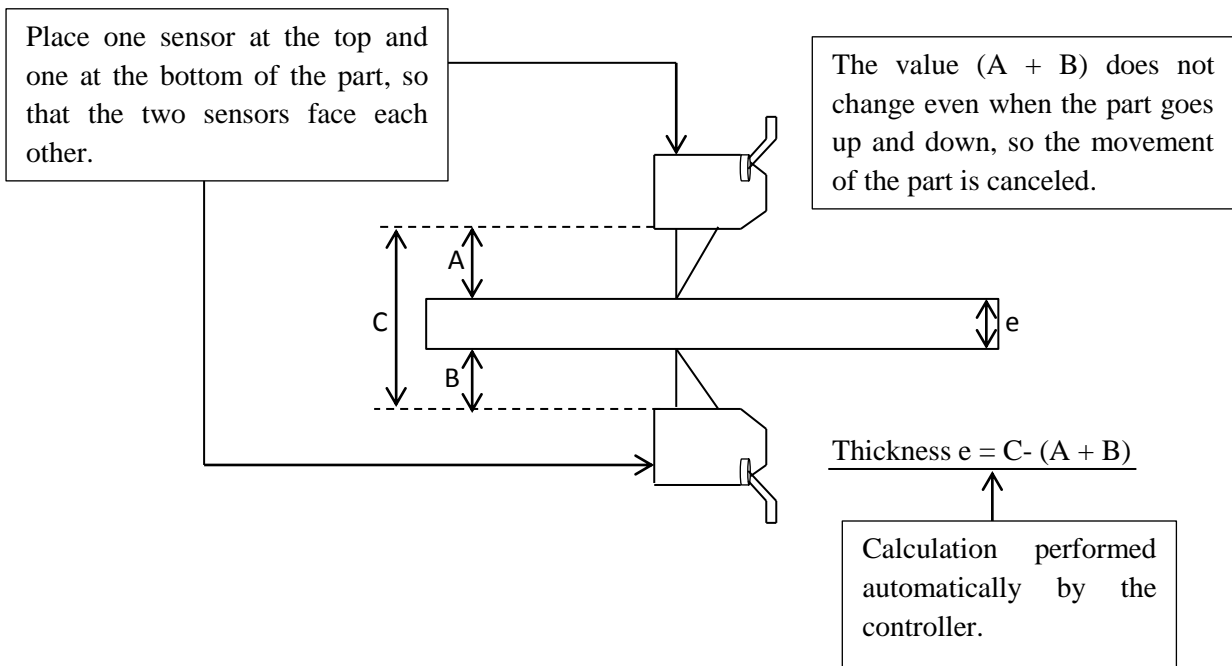 Place one sensor at the top and
one at the bottom of the part, so
that the two sensors face each
other.
The value (A + B) does not
change even when the part goes
up and down, so the movement
of the part is canceled.
A
C
e
B
Thickness e = C- (A + B)
Calculation performed
automatically by the
controller.